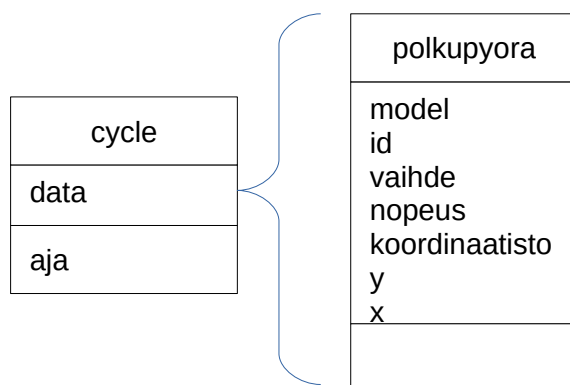 cycle
data
aja
polkupyora
model
id
vaihde
nopeus
koordinaatisto
y
x